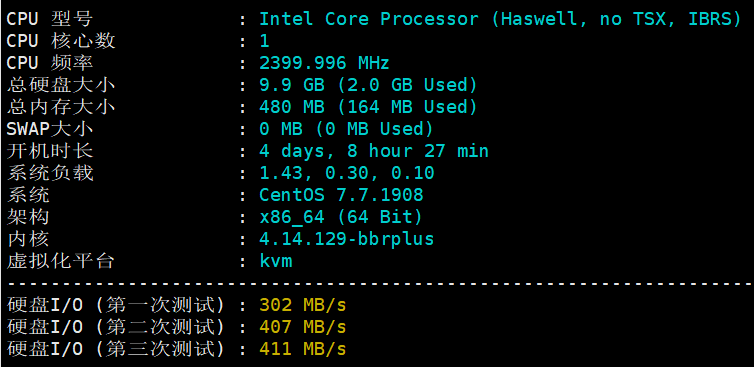 CPU 型号 : Intel Core Processor (Haswell, no TSX, IBRS)
CPU 核心数 : 1
CPU 频率 : 2399.996 MHz
总硬盘大小 : 9.9 GB (2.0 GB Used)
总内存大小 : 480 MB (164 MB Used)
SWAP大小 : 0 MB (0 MB Used)
开机时长 : 4 days, 8 hour 27 min
系统负载 : 1.43, 0.30, 0.10
系统 : CentOS 7.7.1908
架构 : x86_64 (64 Bit)
内核 : 4.14.129-bbrplus
虚拟化平台 : kvm
----------------------------------------------------------------------
硬盘I/O (第一次测试) : 302 MB/s
硬盘I/O (第二次测试) : 407 MB/s
硬盘I/O (第三次测试) : 411 MB/s